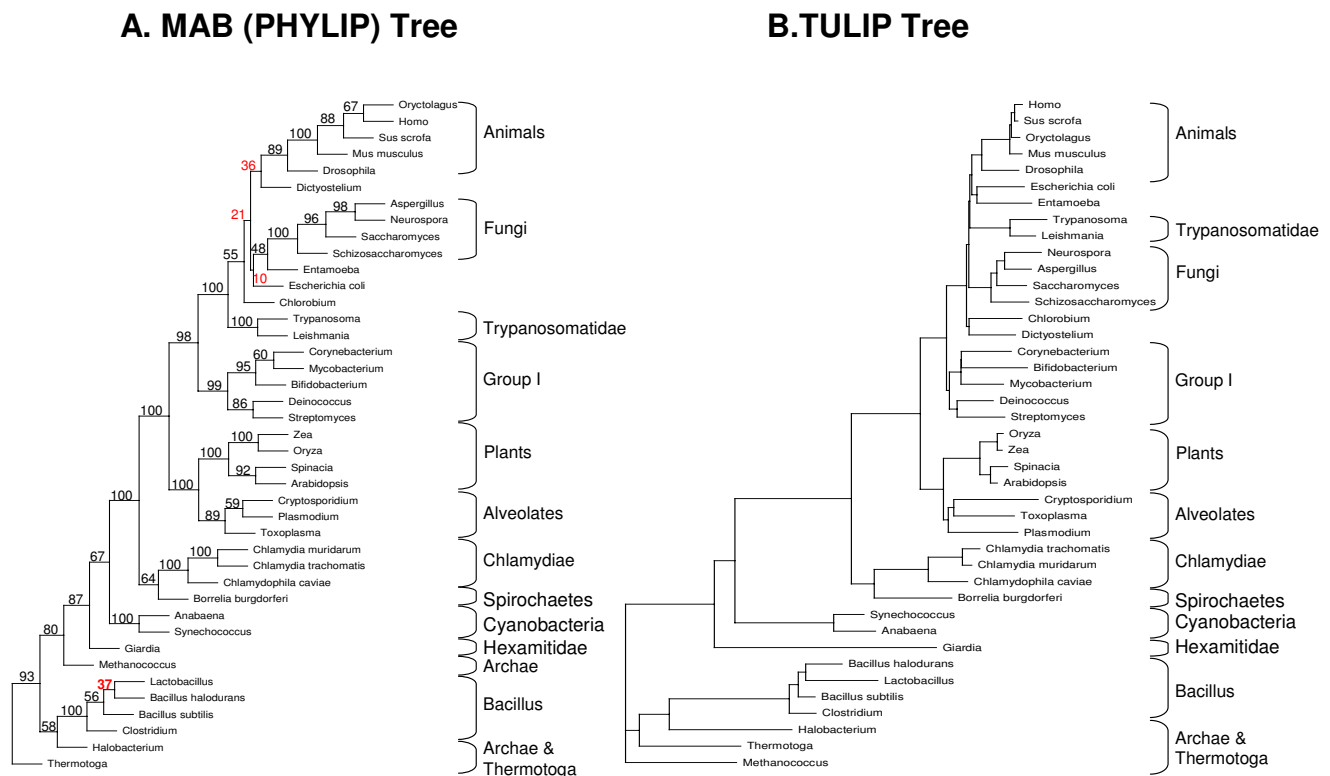 A. MAB (PHYLIP) Tree
67
Oryctolagus
88
Homo
100
Sus scrofa
89
Mus musculus
36
Drosophila
Dictyostelium
Animals
98
Aspergillus
21
96
Neurospora
100
Saccharomyces
48
Schizosaccharomyces
55
Entamoeba
10
Escherichia coli
Fungi
100
Chlorobium
100
Trypanosoma
Leishmania
Trypanosomatidae
98
60
Corynebacterium
95
Mycobacterium
99
Bifidobacterium
86
Deinococcus
Streptomyces
Group I
100
100
Zea
100
Oryza
92
Spinacia
Arabidopsis
Plants
100
100
59
Cryptosporidium
89
Plasmodium
Toxoplasma
Alveolates
100
Chlamydia muridarum
100
Chlamydia trachomatis
64
Chlamydophila caviae
Chlamydiae
67
Borrelia burgdorferi
Spirochaetes
87
100
Anabaena
Synechococcus
Cyanobacteria
80
Giardia
Hexamitidae
Methanococcus
Archae
93
37
Lactobacillus
56
Bacillus halodurans
100
Bacillus subtilis
58
Clostridium
Bacillus
Halobacterium
Thermotoga
Archae &
Thermotoga
B.TULIP Tree
Homo
Sus scrofa
Oryctolagus
Mus musculus
Drosophila
Animals
Escherichia coli
Entamoeba
Trypanosoma
Leishmania
Trypanosomatidae
Neurospora
Aspergillus
Saccharomyces
Schizosaccharomyces
Fungi
Chlorobium
Dictyostelium
Corynebacterium
Bifidobacterium
Mycobacterium
Deinococcus
Streptomyces
Group I
Oryza
Zea
Spinacia
Arabidopsis
Plants
Cryptosporidium
Toxoplasma
Plasmodium
Alveolates
Chlamydia trachomatis
Chlamydia muridarum
Chlamydophila caviae
Chlamydiae
Borrelia burgdorferi
Spirochaetes
Synechococcus
Anabaena
Cyanobacteria
Giardia
Hexamitidae
Bacillus halodurans
Lactobacillus
Bacillus subtilis
Clostridium
Bacillus
Halobacterium
Thermotoga
Methanococcus
Archae &
Thermotoga